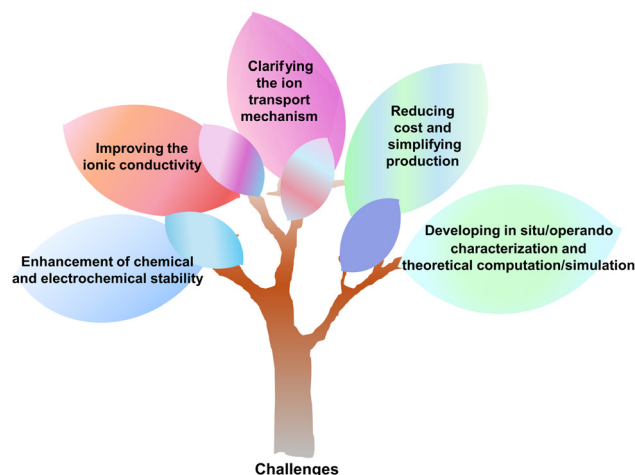 Clarifying
the ion
transport
mechanism
Reducing
cost and
simplifying
production
Improving the
ionic conductivity
Developing in situ/operando
characterization and
theoretical computation/simulation
Enhancement of chemical
and electrochemical stability
Challenges